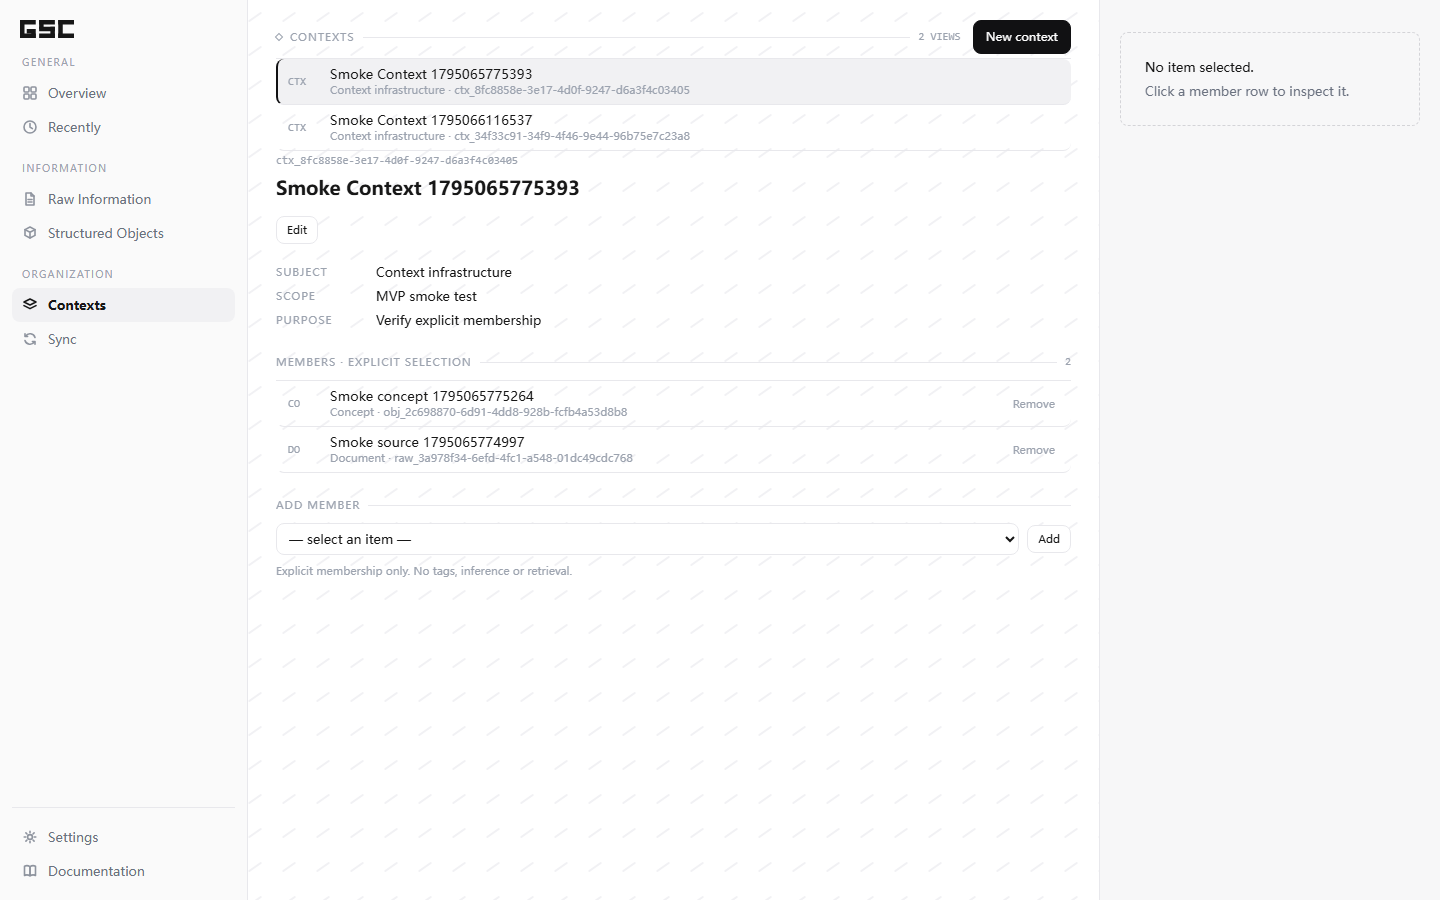 GSC
GENERAL
Overview
Recently
INFORMATION
Raw Information
Structured Objects
ORGANIZATION
Contexts
Sync
Settings
Documentation
CONTEXTS
2 VIEWS
New context
CTX
Smoke Context 1795065775393
Context infrastructure · ctx_8fc8858e-3e17-4d0f-9247-d6a3f4c03405
CTX
Smoke Context 1795066116537
Context infrastructure · ctx_34f33c91-34f9-4f46-9e44-96b75e7c23a8
ctx_8fc8858e-3e17-4d0f-9247-d6a3f4c03405
Smoke Context 1795065775393
Edit
SUBJECT Context infrastructure
SCOPE MVP smoke test
PURPOSE Verify explicit membership
MEMBERS · EXPLICIT SELECTION 2
CO
Smoke concept 1795065775264
Concept · obj_2c698870-6d91-4dd8-928b-fcfb4a53d8b8
Remove
DO
Smoke source 1795065774997
Document · raw_3a978f34-6efd-4fc1-a548-01dc49cdc768
Remove
ADD MEMBER
— select an item —
Add
Explicit membership only. No tags, inference or retrieval.
No item selected.
Click a member row to inspect it.